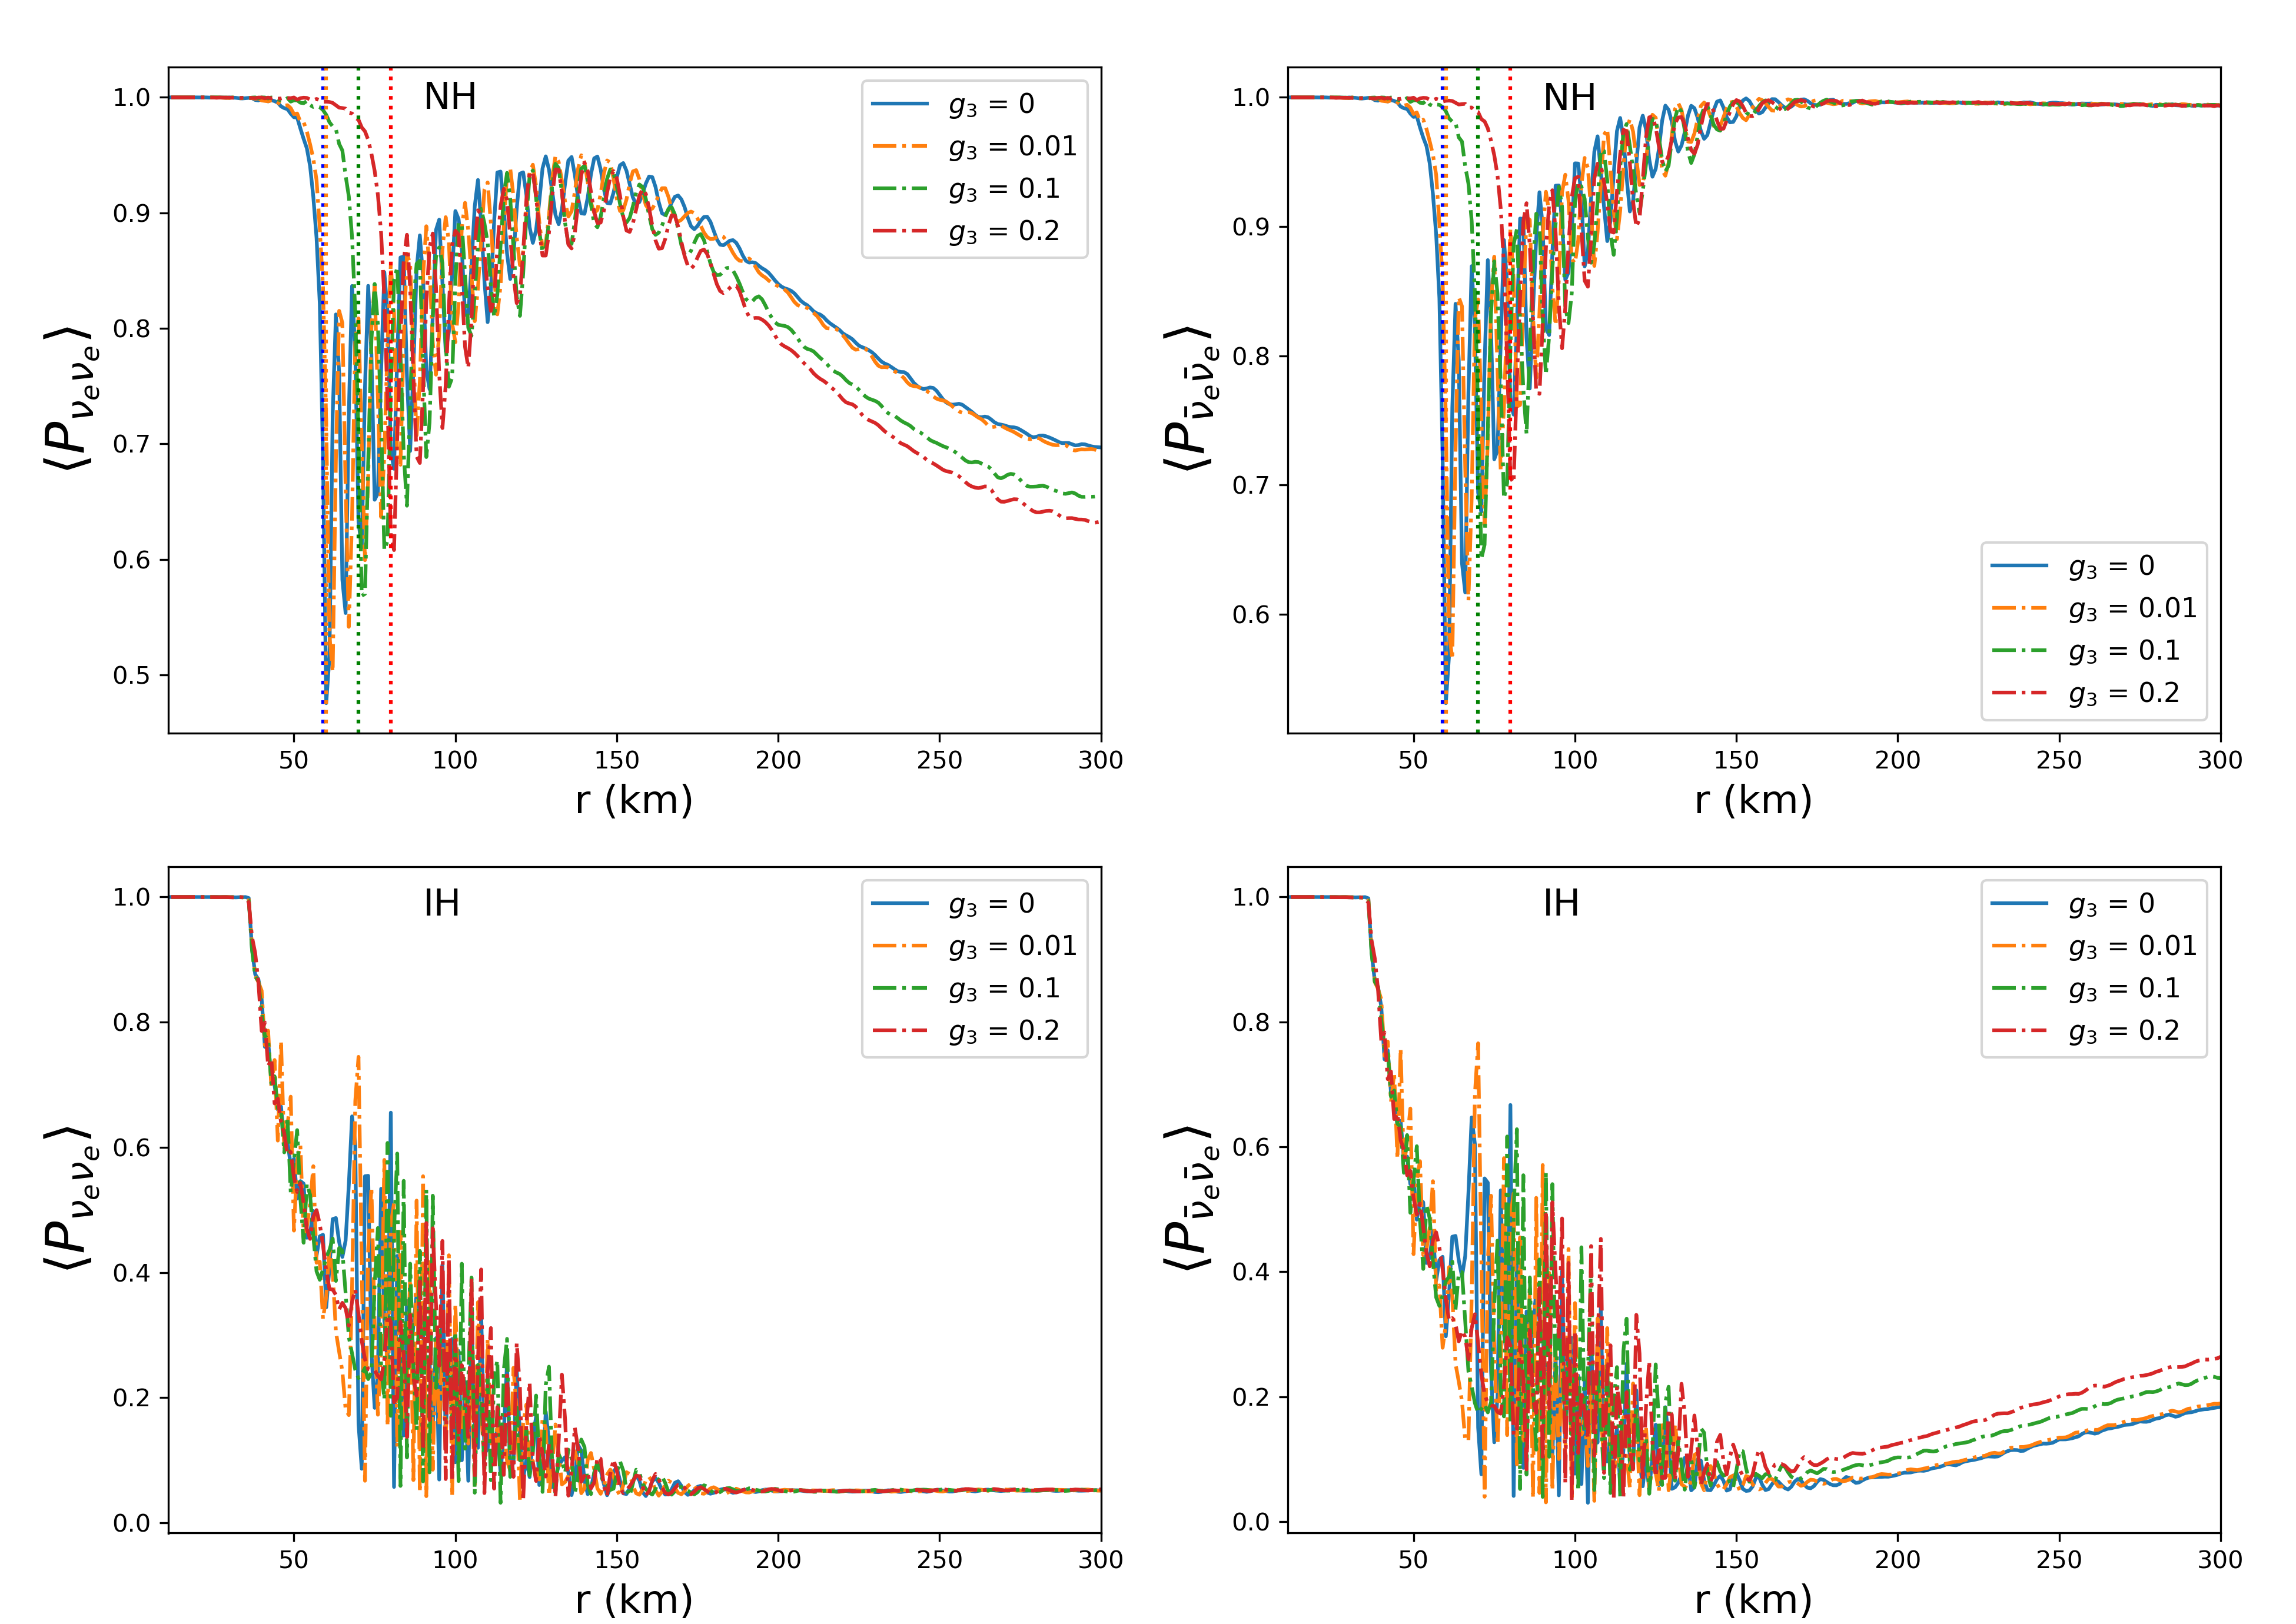 NH
g₃ = 0
g₃ = 0.01
g₃ = 0.1
g₃ = 0.2
1.0
0.9
0.8
0.7
0.6
0.5
⟨P_{ν_eν_e}⟩
50 100 150 200 250 300
r (km)
NH
1.0
0.9
0.8
0.7
0.6
⟨P_{ν̄_eν̄_e}⟩
g₃ = 0
g₃ = 0.01
g₃ = 0.1
g₃ = 0.2
50 100 150 200 250 300
r (km)
IH
g₃ = 0
g₃ = 0.01
g₃ = 0.1
g₃ = 0.2
1.0
0.8
0.6
0.4
0.2
0.0
⟨P_{ν_eν_e}⟩
50 100 150 200 250 300
r (km)
IH
g₃ = 0
g₃ = 0.01
g₃ = 0.1
g₃ = 0.2
1.0
0.8
0.6
0.4
0.2
0.0
⟨P_{ν̄_eν̄_e}⟩
50 100 150 200 250 300
r (km)